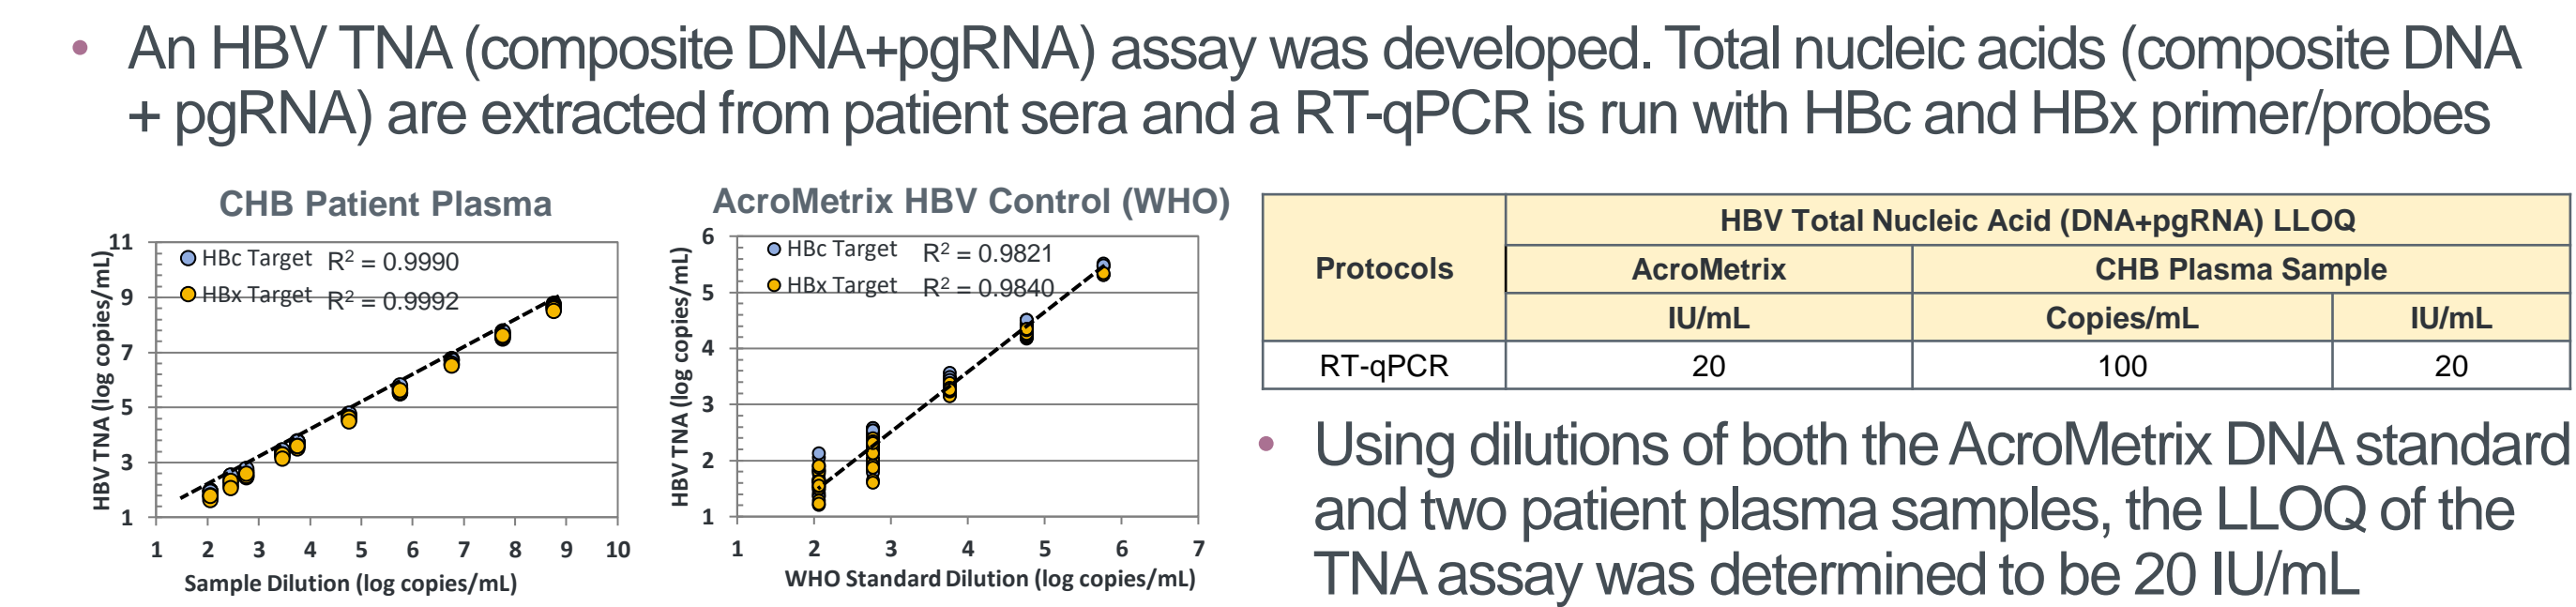 • An HBV TNA (composite DNA+pgRNA) assay was developed. Total nucleic acids (composite DNA
+ pgRNA) are extracted from patient sera and a RT-qPCR is run with HBc and HBx primer/probes
CHB Patient Plasma
HBV TNA (log copies/mL)
11
9
7
5
3
1
HBc Target R² = 0.9990
HBx Target R² = 0.9992
1 2 3 4 5 6 7 8 9 10
Sample Dilution (log copies/mL)
AcroMetrix HBV Control (WHO)
HBV TNA (log copies/mL)
6
5
4
3
2
1
HBc Target R² = 0.9821
HBx Target R² = 0.9840
1 2 3 4 5 6 7
WHO Standard Dilution (log copies/mL)
Protocols
HBV Total Nucleic Acid (DNA+pgRNA) LLOQ
AcroMetrix CHB Plasma Sample
IU/mL Copies/mL IU/mL
RT-qPCR 20 100 20
• Using dilutions of both the AcroMetrix DNA standard
and two patient plasma samples, the LLOQ of the
TNA assay was determined to be 20 IU/mL